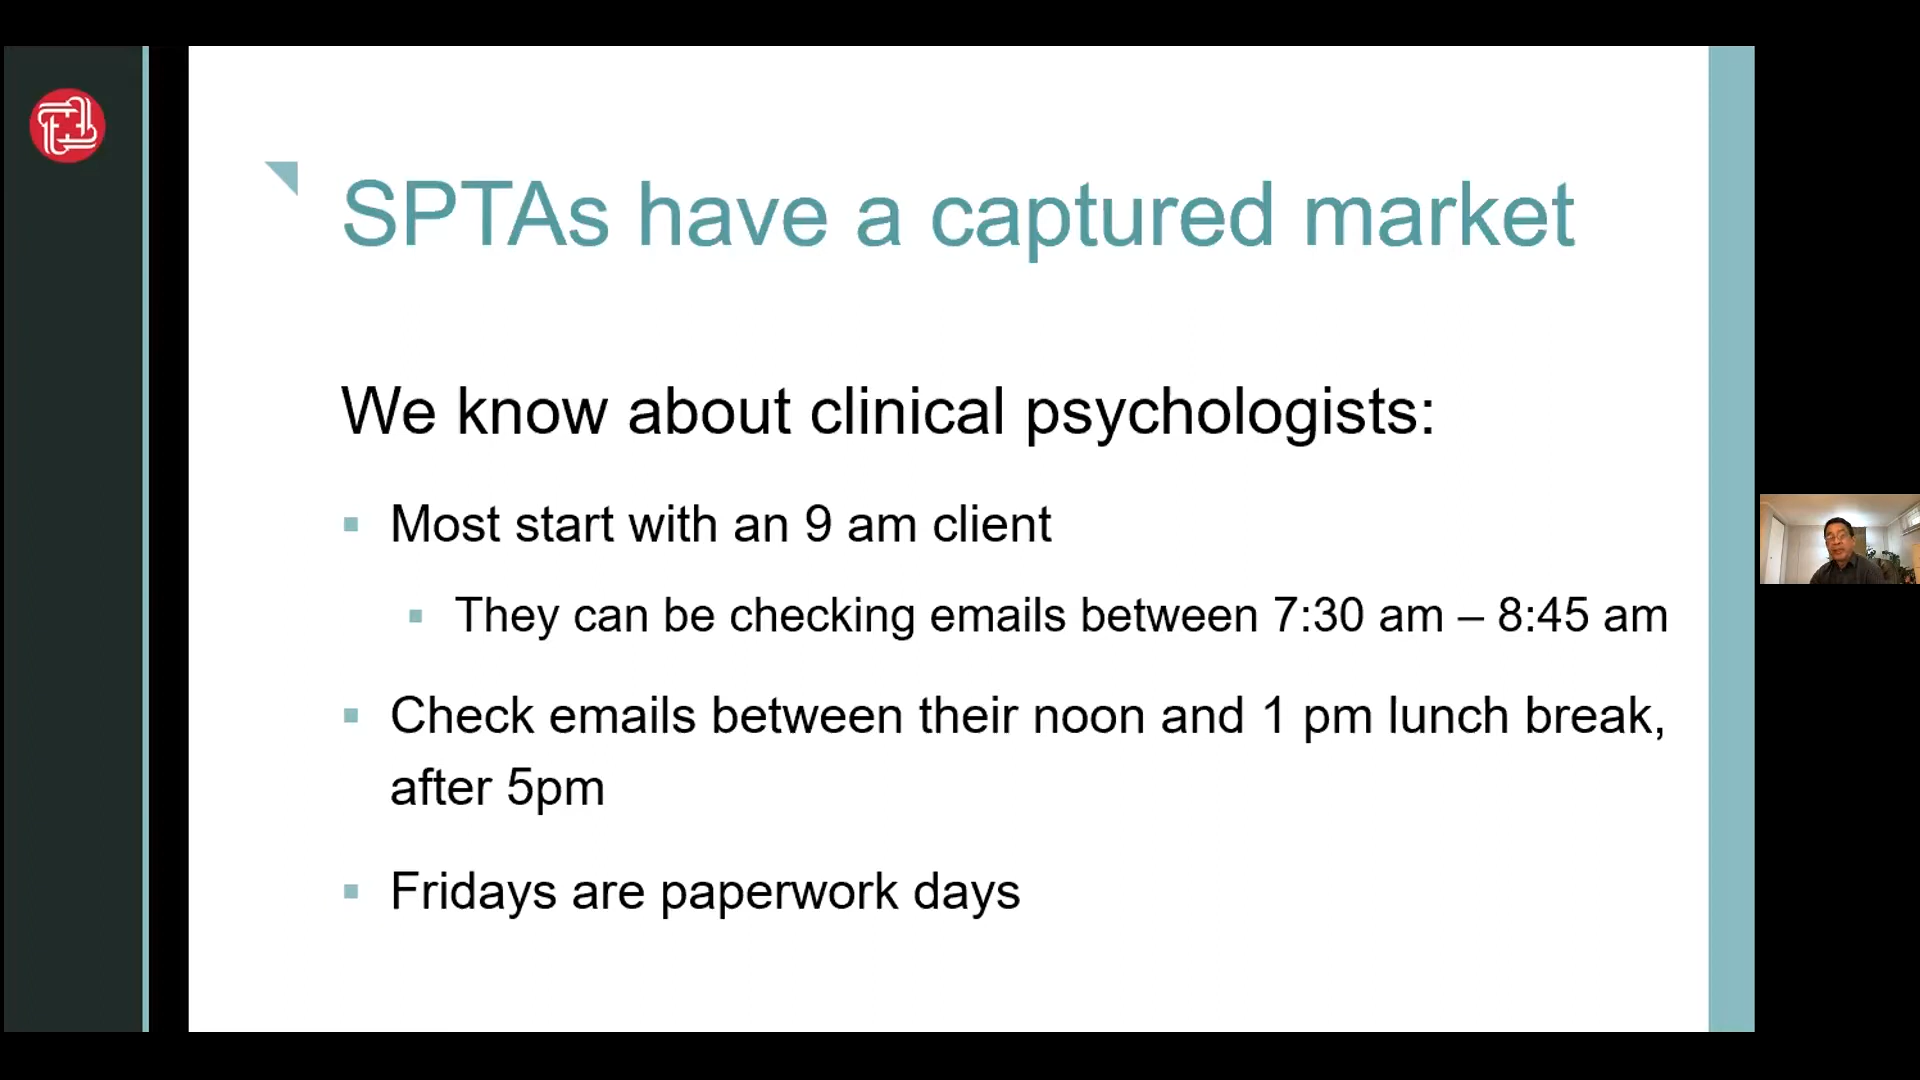 SPTAs have a captured market
We know about clinical psychologists:
Most start with an 9 am client
They can be checking emails between 7:30 am – 8:45 am
Check emails between their noon and 1 pm lunch break,
after 5pm
Fridays are paperwork days